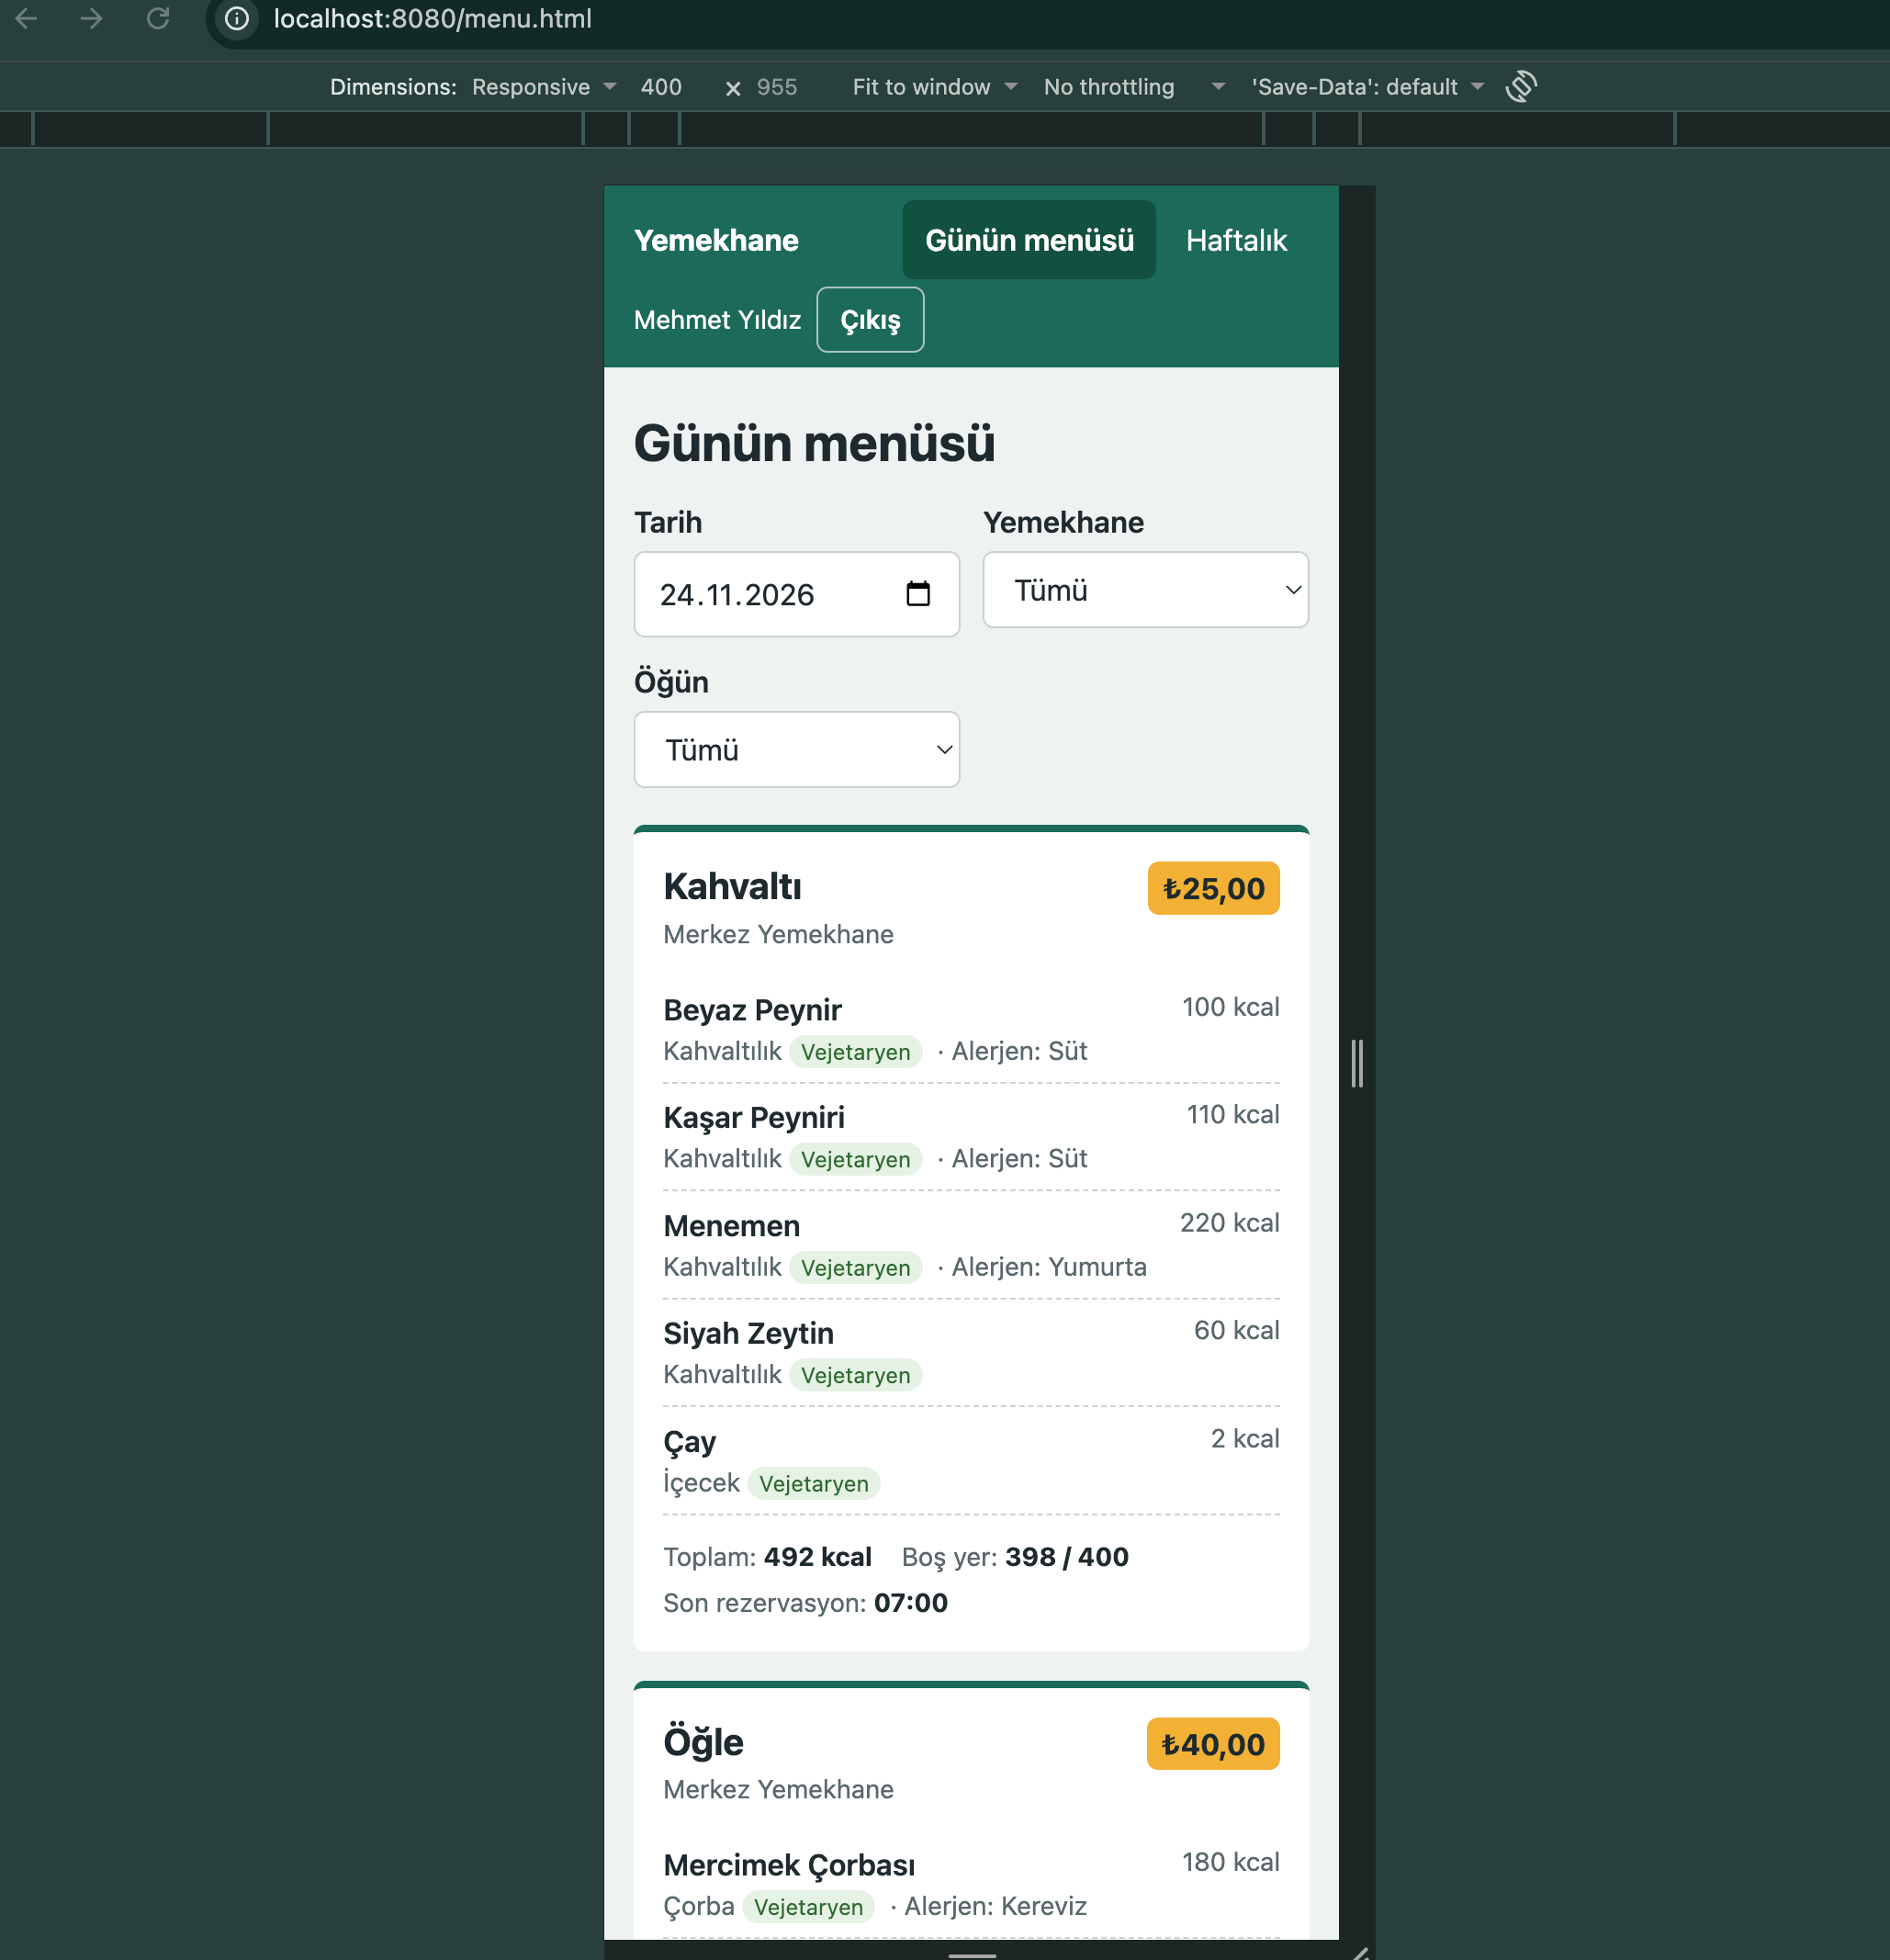 localhost:8080/menu.html
Dimensions: Responsive 400 × 955 Fit to window No throttling 'Save-Data': default
Yemekhane Günün menüsü Haftalık
Mehmet Yıldız Çıkış
Günün menüsü
Tarih Yemekhane
24.11.2026 Tümü
Öğün
Tümü
Kahvaltı ₺25,00
Merkez Yemekhane
Beyaz Peynir 100 kcal
Kahvaltılık Vejetaryen · Alerjen: Süt
Kaşar Peyniri 110 kcal
Kahvaltılık Vejetaryen · Alerjen: Süt
Menemen 220 kcal
Kahvaltılık Vejetaryen · Alerjen: Yumurta
Siyah Zeytin 60 kcal
Kahvaltılık Vejetaryen
Çay 2 kcal
İçecek Vejetaryen
Toplam: 492 kcal Boş yer: 398 / 400
Son rezervasyon: 07:00
Öğle ₺40,00
Merkez Yemekhane
Mercimek Çorbası 180 kcal
Çorba Vejetaryen · Alerjen: Kereviz